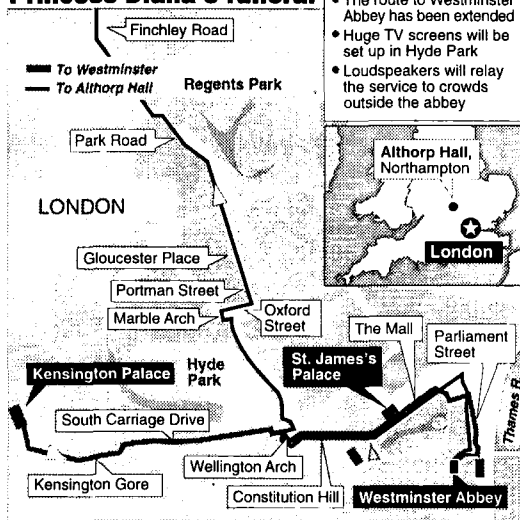 Princess Diana's funeral
• The route to Westminster
Abbey has been extended
• Huge TV screens will be
set up in Hyde Park
• Loudspeakers will relay
the service to crowds
outside the abbey
Finchley Road
To Westminster
To Althorp Hall
Regents Park
Park Road
LONDON
Althorp Hall,
Northampton
London
Gloucester Place
Portman Street
Marble Arch
Oxford
Street
The Mall
Parliament
Street
Hyde
Park
St. James's
Palace
Kensington Palace
Thames R.
South Carriage Drive
Wellington Arch
Kensington Gore
Constitution Hill
Westminster Abbey